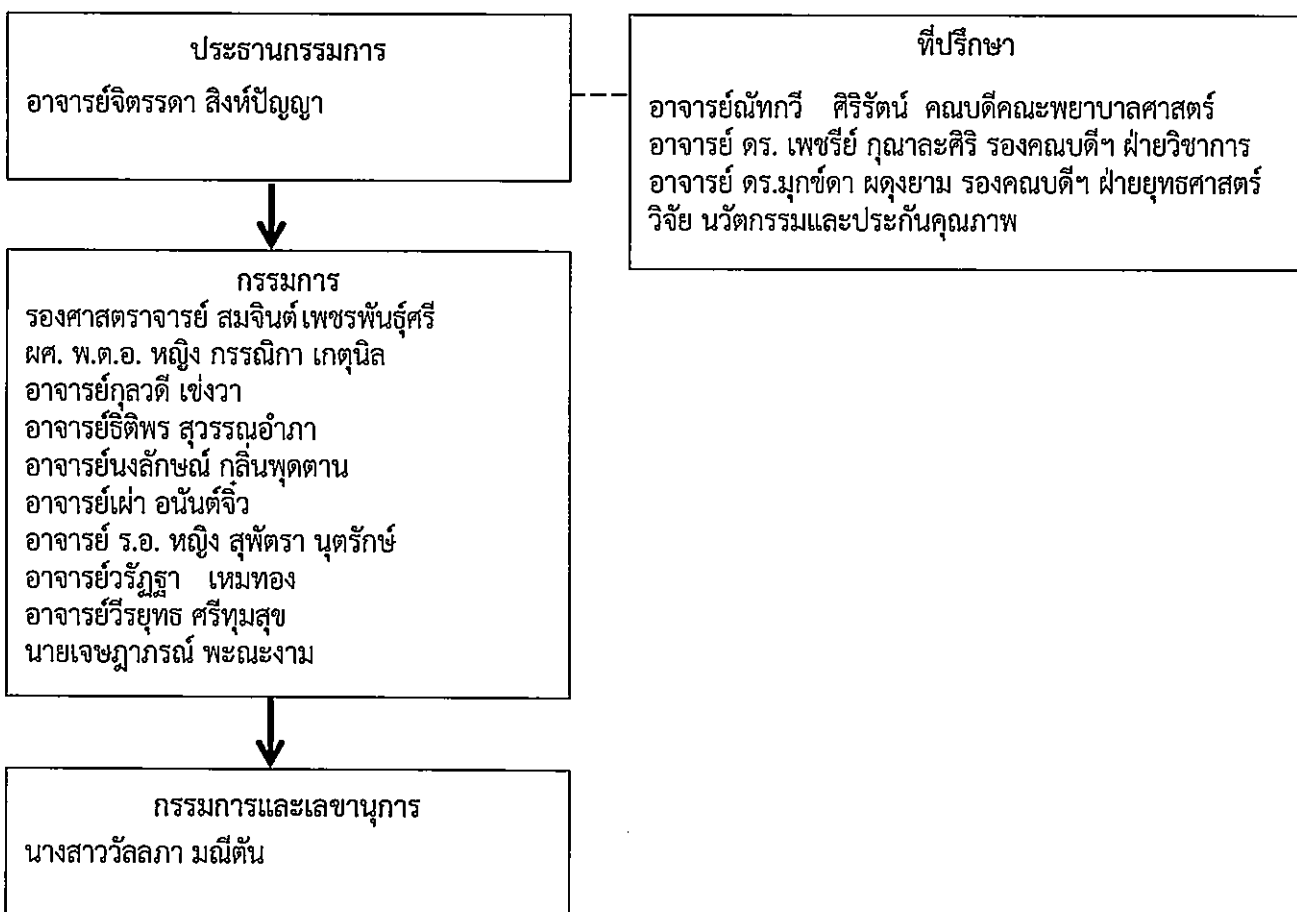 ประธานกรรมการ
อาจารย์จิตรรดา สิงห์ปัญญา
ที่ปรึกษา
อาจารย์ณัทกวี ศิริรัตน์ คณบดีคณะพยาบาลศาสตร์
อาจารย์ ดร. เพชรีย์ กุณาละศิริ รองคณบดีฯ ฝ่ายวิชาการ
อาจารย์ ดร.มุกข์ดา ผดุงยาม รองคณบดีฯ ฝ่ายยุทธศาสตร์
วิจัย นวัตกรรมและประกันคุณภาพ
กรรมการ
รองศาสตราจารย์ สมจินต์ เพชรพันธุ์ศรี
ผศ. พ.ต.อ. หญิง กรรณิกา เกตุนิล
อาจารย์กุลวดี เข่งวา
อาจารย์ธิติพร สุวรรณอำภา
อาจารย์นงลักษณ์ กลิ่นพุดตาน
อาจารย์เผ่า อนันต์จิ๋ว
อาจารย์ ร.อ. หญิง สุพัตรา นุตรักษ์
อาจารย์วรัฏฐา เหมทอง
อาจารย์วีรยุทธ ศรีทุมสุข
นายเจษฎาภรณ์ พะณะงาม
กรรมการและเลขานุการ
นางสาววัลลภา มณีตัน